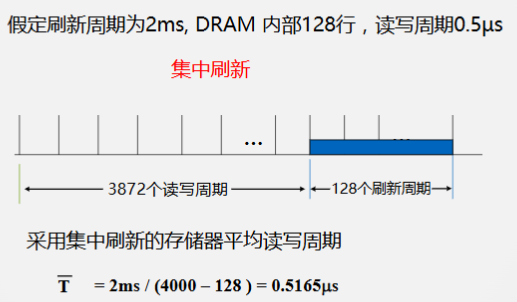 假定刷新周期为2ms, DRAM 内部128行，读写周期0.5μs
集中刷新
...
...
3872个读写周期
128个刷新周期
采用集中刷新的存储器平均读写周期
T̅ = 2ms / (4000 – 128 ) = 0.5165μs